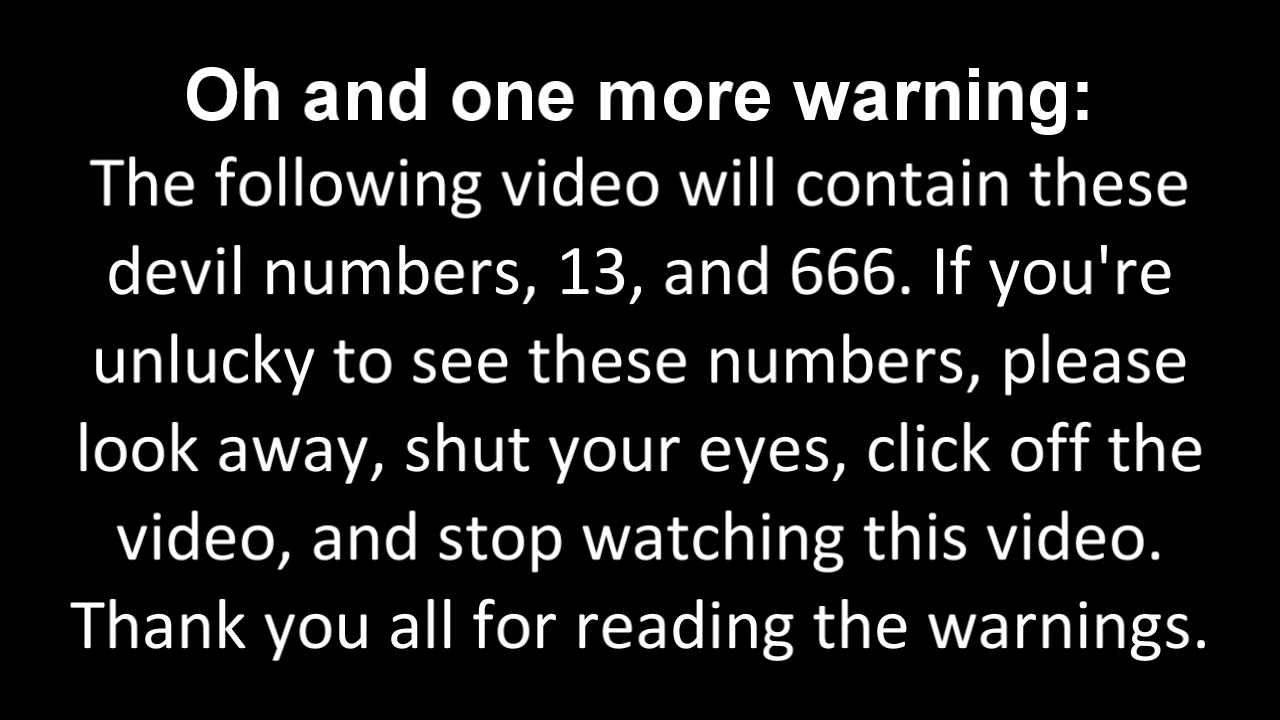 Oh and one more warning:
The following video will contain these
devil numbers, 13, and 666. If you're
unlucky to see these numbers, please
look away, shut your eyes, click off the
video, and stop watching this video.
Thank you all for reading the warnings.